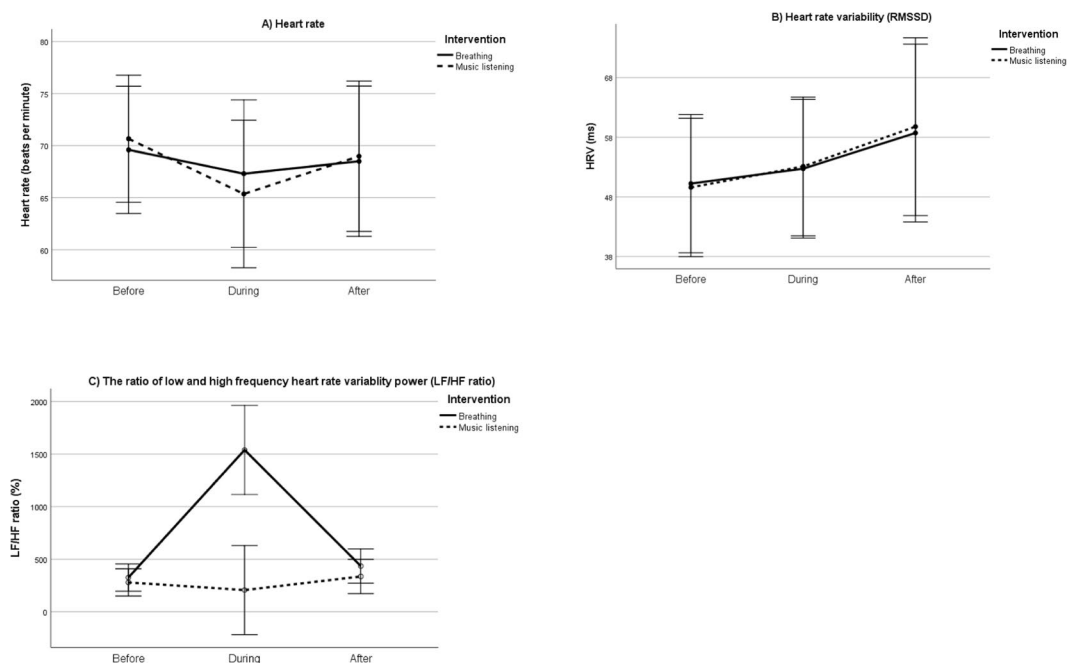 A) Heart rate
Intervention
Breathing
Music listening
Heart rate (beats per minute)
80
75
70
65
60
Before
During
After
B) Heart rate variability (RMSSD)
Intervention
Breathing
Music listening
HRV (ms)
68
58
48
38
Before
During
After
C) The ratio of low and high frequency heart rate variablity power (LF/HF ratio)
Intervention
Breathing
Music listening
LF/HF ratio (%)
2000
1500
1000
500
0
Before
During
After